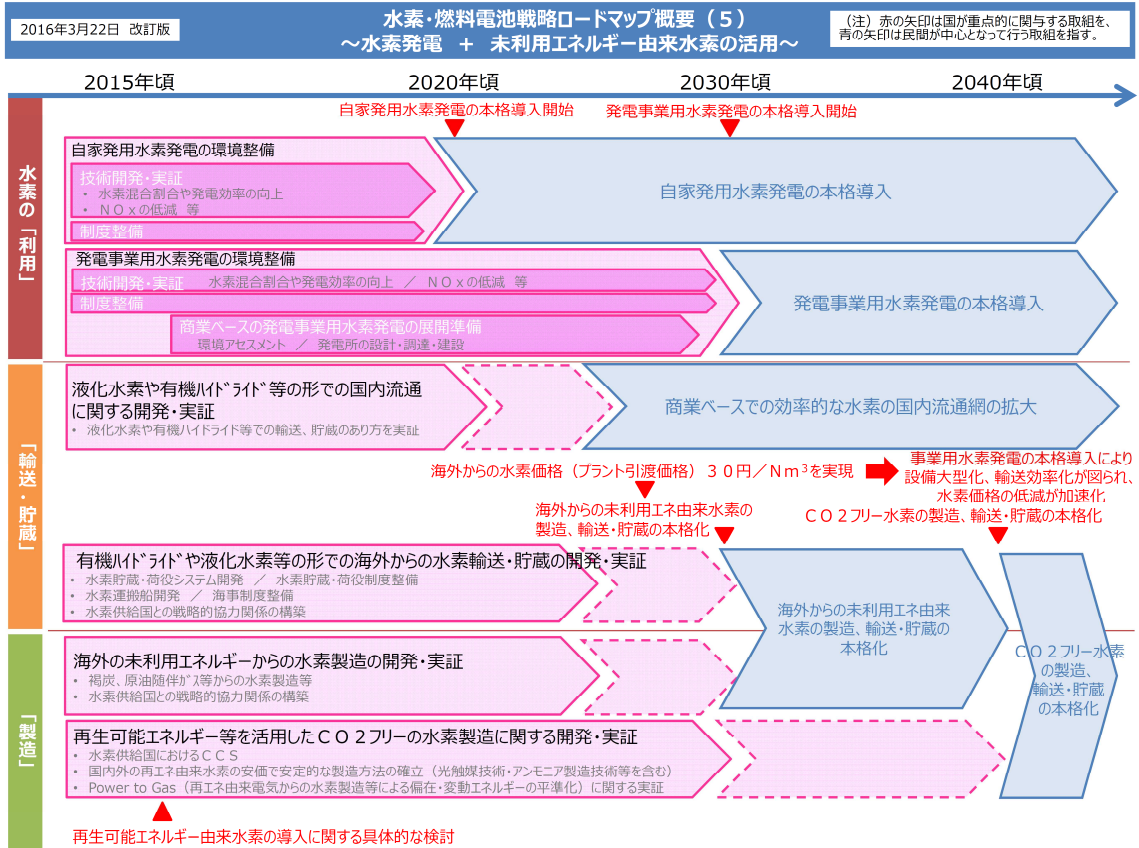 2016年3月22日 改訂版
水素・燃料電池戦略ロードマップ概要（５）
～水素発電 ＋ 未利用エネルギー由来水素の活用～
（注）赤の矢印は国が重点的に関与する取組を、
青の矢印は民間が中心となって行う取組を指す。
2015年頃
2020年頃
2030年頃
2040年頃
自家発用水素発電の本格導入開始
発電事業用水素発電の本格導入開始
水素の「利用」
自家発用水素発電の環境整備
技術開発・実証
・ 水素混合割合や発電効率の向上
・ ＮＯｘの低減 等
制度整備
自家発用水素発電の本格導入
発電事業用水素発電の環境整備
技術開発・実証 水素混合割合や発電効率の向上 ／ ＮＯｘの低減 等
制度整備
商業ベースの発電事業用水素発電の展開準備
環境アセスメント ／ 発電所の設計・調達・建設
発電事業用水素発電の本格導入
「輸送・貯蔵」
液化水素や有機ﾊｲﾄﾞﾗｲﾄﾞ等の形での国内流通
に関する開発・実証
• 液化水素や有機ハイドライド等での輸送、貯蔵のあり方を実証
商業ベースでの効率的な水素の国内流通網の拡大
海外からの水素価格（プラント引渡価格）３０円／Ｎｍ³を実現
事業用水素発電の本格導入により
設備大型化、輸送効率化が図られ、
水素価格の低減が加速化
海外からの未利用エネ由来水素の
製造、輸送・貯蔵の本格化
ＣＯ２フリー水素の製造、輸送・貯蔵の本格化
有機ﾊｲﾄﾞﾗｲﾄﾞや液化水素等の形での海外からの水素輸送・貯蔵の開発・実証
• 水素貯蔵・荷役システム開発 ／ 水素貯蔵・荷役制度整備
• 水素運搬船開発 ／ 海事制度整備
• 水素供給国との戦略的協力関係の構築
海外からの未利用エネ由来
水素の製造、輸送・貯蔵の
本格化
ＣＯ２フリー水素
の製造、
輸送・貯蔵
の本格化
「製造」
海外の未利用エネルギーからの水素製造の開発・実証
• 褐炭、原油随伴ｶﾞｽ等からの水素製造等
• 水素供給国との戦略的協力関係の構築
再生可能エネルギー等を活用したＣＯ２フリーの水素製造に関する開発・実証
• 水素供給国におけるＣＣＳ
• 国内外の再エネ由来水素の安価で安定的な製造方法の確立（光触媒技術・アンモニア製造技術等を含む）
• Power to Gas（再エネ由来電気からの水素製造等による偏在・変動エネルギーの平準化）に関する実証
再生可能エネルギー由来水素の導入に関する具体的な検討